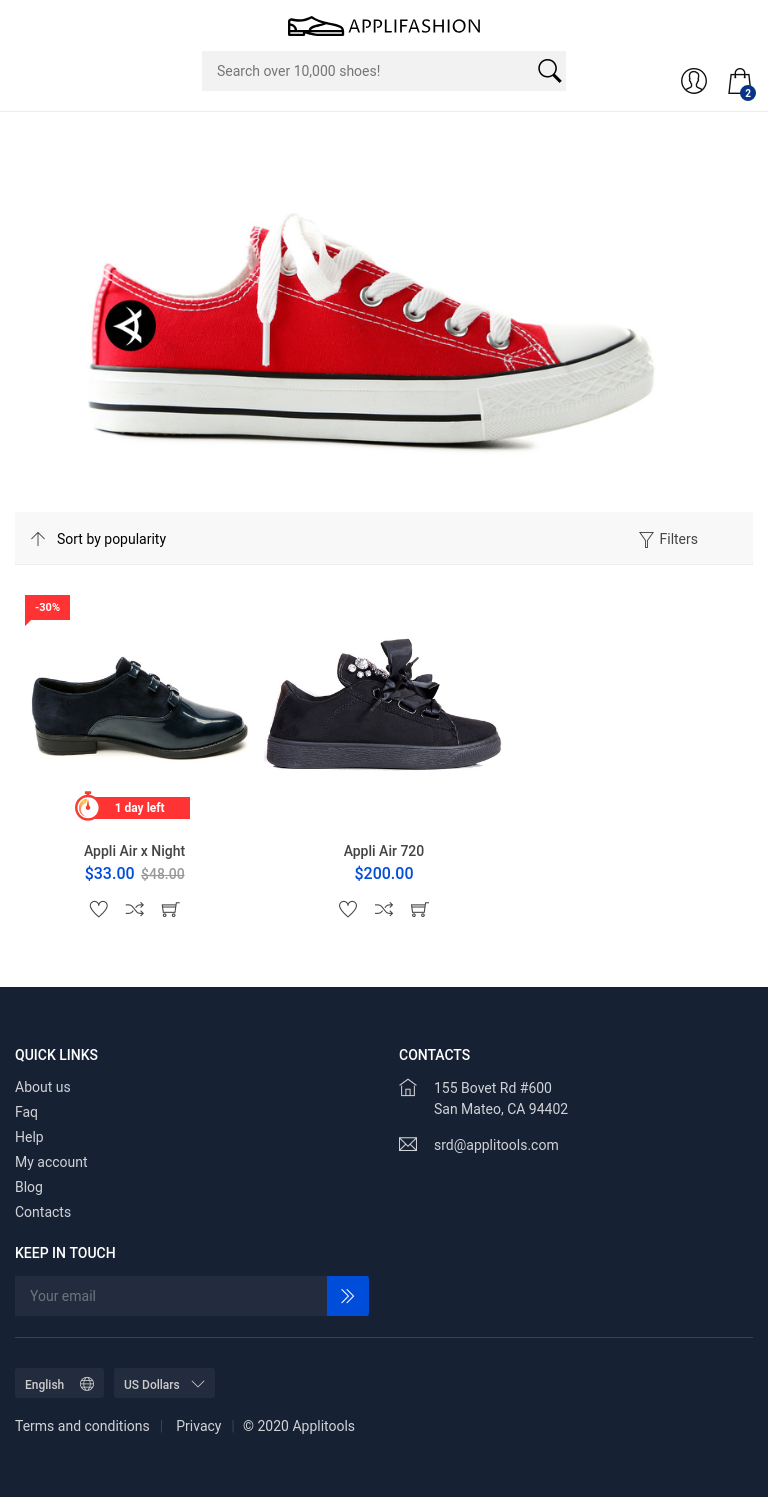 APPLIFASHION
Search over 10,000 shoes!
2
Sort by popularity
Filters
-30%
1 day left
Appli Air x Night
$33.00 $48.00
Appli Air 720
$200.00
QUICK LINKS
About us
Faq
Help
My account
Blog
Contacts
CONTACTS
155 Bovet Rd #600
San Mateo, CA 94402
srd@applitools.com
KEEP IN TOUCH
Your email
English
US Dollars
Terms and conditions
Privacy
© 2020 Applitools